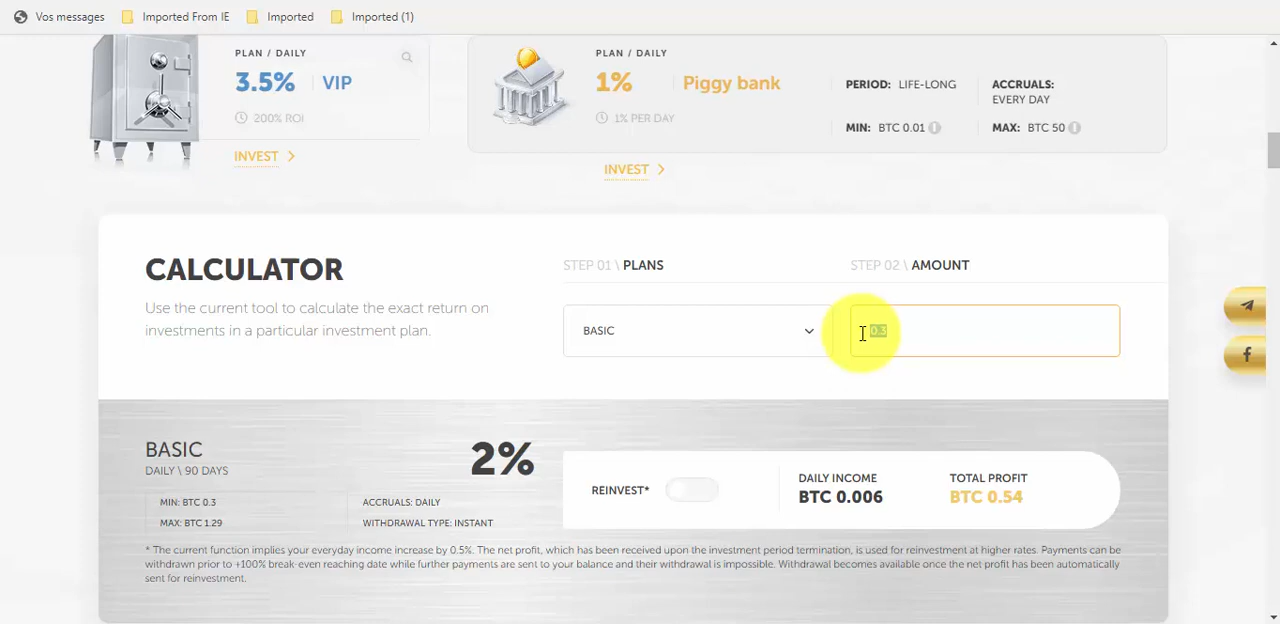 Vos messages Imported From IE Imported Imported (1)
PLAN / DAILY
3.5% VIP
200% ROI
INVEST
PLAN / DAILY
1% Piggy bank
1% PER DAY
PERIOD: LIFE-LONG
ACCRUALS:
EVERY DAY
MIN: BTC 0.01
MAX: BTC 50
INVEST
CALCULATOR
Use the current tool to calculate the exact return on
investments in a particular investment plan.
STEP 01 \ PLANS
BASIC
STEP 02 \ AMOUNT
0.3
BASIC
DAILY \ 90 DAYS
2%
MIN: BTC 0.3
MAX: BTC 1.29
ACCRUALS: DAILY
WITHDRAWAL TYPE: INSTANT
REINVEST*
DAILY INCOME
BTC 0.006
TOTAL PROFIT
BTC 0.54
* The current function implies your everyday income increase by 0.5%. The net profit, which has been received upon the investment period termination, is used for reinvestment at higher rates. Payments can be
withdrawn prior to +100% break-even reaching date while further payments are sent to your balance and their withdrawal is impossible. Withdrawal becomes available once the net profit has been automatically
sent for reinvestment.